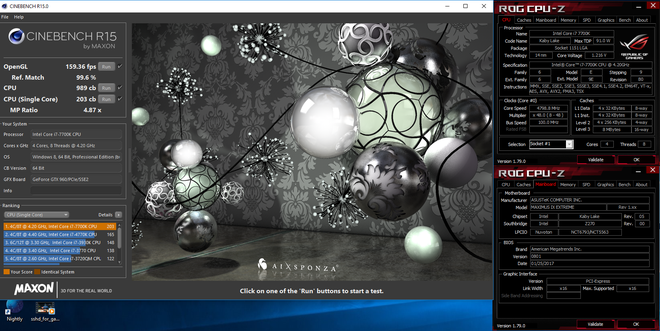 CINEBENCH R15.0
File Help
CINEBENCH R15
by MAXON
OpenGL 159.36 fps Run
Ref. Match 99.6 %
CPU 989 cb Run
CPU (Single Core) 203 cb Run
MP Ratio 4.87 x
Your System
Processor Intel Core i7-7700K
Cores x GHz 4 Cores, 8 Threads @ 4.20 GHz
OS Windows 8, 64 Bit, Professional Edition (b
CB Version 64 Bit
GFX Board GeForce GTX 960/PCIe/SSE2
Info
Ranking
CPU (Single Core) Details
1. 4C/8T @ 4.20 GHz, Intel Core i7-7700K CPU 203
2. 4C/8T @ 4.40 GHz, Intel Core i7-4770K CPU
3. 6C/12T @ 3.30 GHz, Intel Core i7-3930K CPU
4. 4C/8T @ 3.40 GHz, Intel Core i7-3770 CPU 138
5. 4C/8T @ 2.60 GHz, Intel Core i7-3720QM CPU 122
Your Score Identical System
MAXON 3D FOR THE REAL WORLD
AIXSPONZA
Click on one of the 'Run' buttons to start a test.
Nightly
sshd_for_ga...
ROG CPU-Z
CPU Caches Mainboard Memory SPD Graphics Bench About
Processor
Name Intel Core i7 7700K
Code Name Kaby Lake Max TDP 91.0 W
Package Socket 1151 LGA
Technology 14 nm Core Voltage 1.216 V
REPUBLIC OF GAMERS
Specification Intel® Core™ i7-7700K CPU @ 4.20GHz
Family 6 Model E Stepping 9
Ext. Family 6 Ext. Model 9E Revision B0
Instructions MMX, SSE, SSE2, SSE3, SSSE3, SSE4.1, SSE4.2, EM64T, VT-x, AES, AVX, AVX2, FMA3, TSX
Clocks (Core #0)
Core Speed 4798.8 MHz
Multiplier x 48.0 ( 8 - 48 )
Bus Speed 100.0 MHz
Rated FSB
Caches
L1 Data 4 x 32 KBytes 8-way
L1 Inst. 4 x 32 KBytes 8-way
Level 2 4 x 256 KBytes 4-way
Level 3 8 MBytes 16-way
Selection Socket #1 Cores 4 Threads 8
Version 1.79.0 Validate OK
ROG CPU-Z
CPU Caches Mainboard Memory SPD Graphics Bench About
Motherboard
Manufacturer ASUSTeK COMPUTER INC.
Model MAXIMUS IX EXTREME Rev 1.xx
Chipset Intel Kaby Lake Rev. 05
Southbridge Intel Z270 Rev. 00
LPCIO Nuvoton NCT6793/NCT5563
BIOS
Brand American Megatrends Inc.
Version 0801
Date 01/25/2017
Graphic Interface
Version PCI-Express
Link Width x16 Max. Supported x16
Side Band Addressing
Version 1.79.0 Validate OK